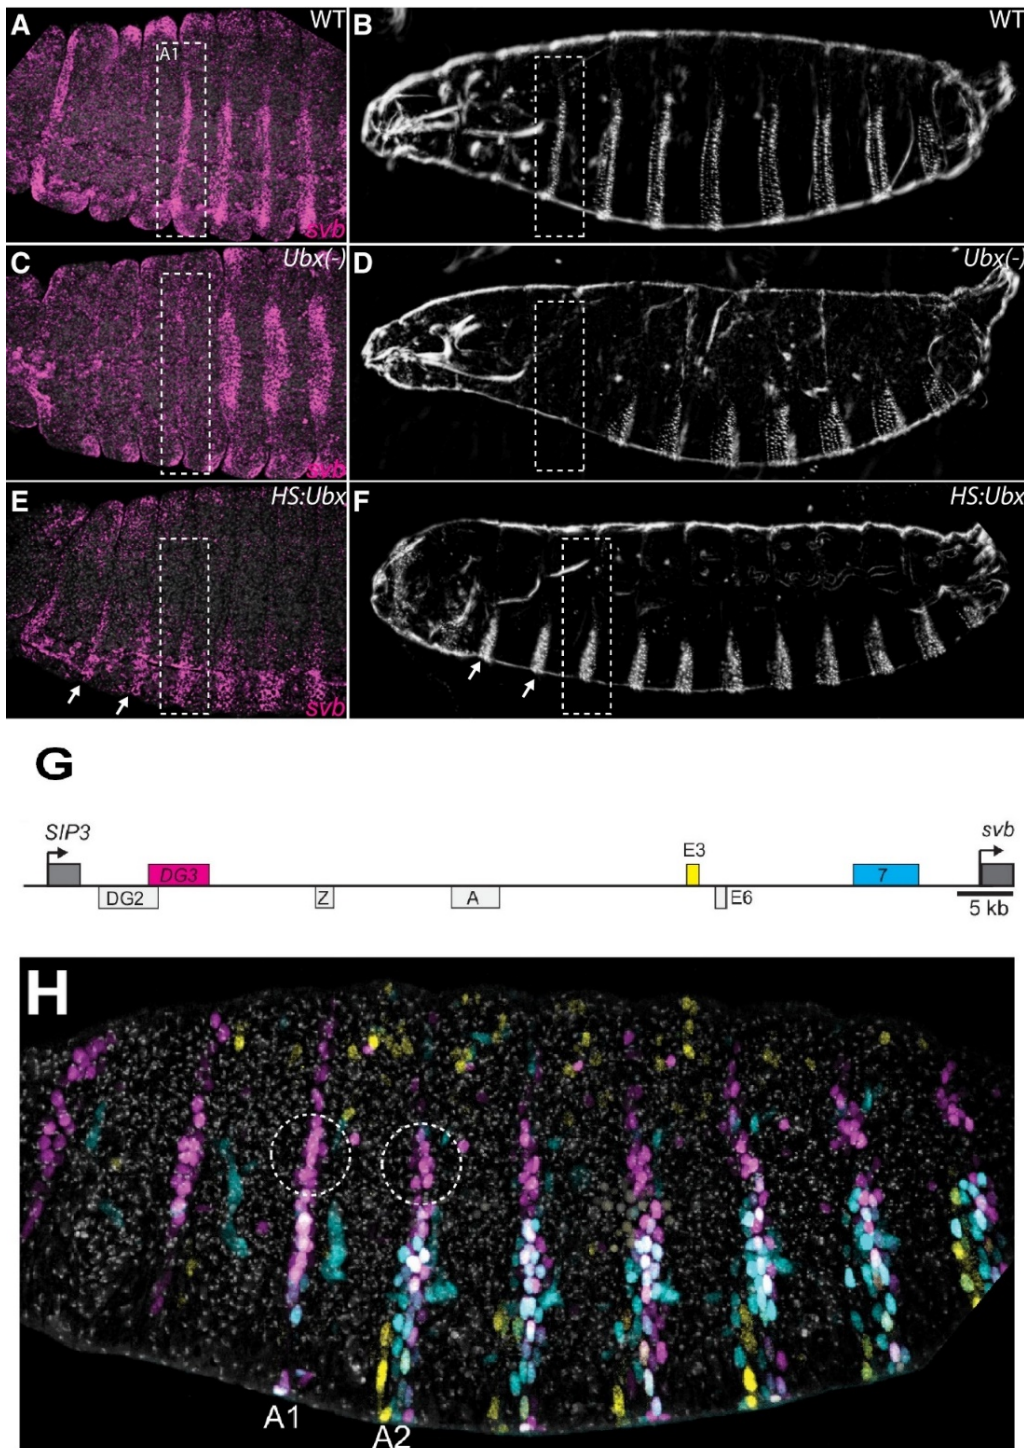 A WT
A1
svb
B WT
C Ubx(-)
svb
D Ubx(-)
E HS:Ubx
svb
F HS:Ubx
G
SIP3 svb
DG3 E3 7
DG2 Z A E6 5 kb
H
A1
A2